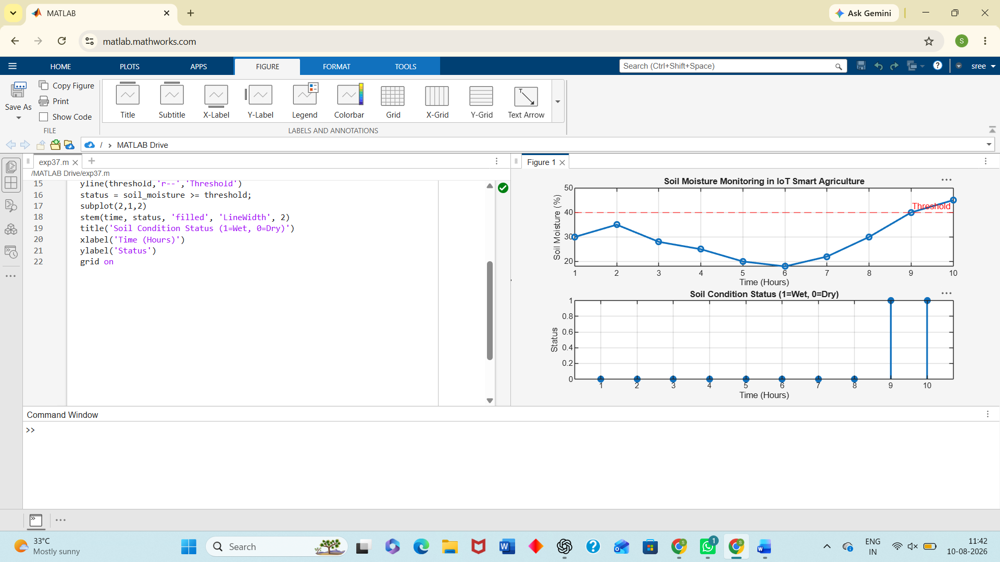 MATLAB
Ask Gemini
matlab.mathworks.com
S
HOME
PLOTS
APPS
FIGURE
FORMAT
TOOLS
Search (Ctrl+Shift+Space)
sree
Save As
Copy Figure
Print
Show Code
FILE
Title
Subtitle
X-Label
Y-Label
Legend
Colorbar
Grid
X-Grid
Y-Grid
Text Arrow
LABELS AND ANNOTATIONS
/ › MATLAB Drive
exp37.m
/MATLAB Drive/exp37.m
15 yline(threshold,'r--','Threshold')
16 status = soil_moisture >= threshold;
17 subplot(2,1,2)
18 stem(time, status, 'filled', 'LineWidth', 2)
19 title('Soil Condition Status (1=Wet, 0=Dry)')
20 xlabel('Time (Hours)')
21 ylabel('Status')
22 grid on
Figure 1
Soil Moisture Monitoring in IoT Smart Agriculture
Soil Moisture (%)
50
40
30
20
Threshold
1 2 3 4 5 6 7 8 9 10
Time (Hours)
Soil Condition Status (1=Wet, 0=Dry)
Status
1
0.8
0.6
0.4
0.2
0
1 2 3 4 5 6 7 8 9 10
Time (Hours)
Command Window
>>
33°C
Mostly sunny
Search
1
ENG
IN
11:42
10-08-2026